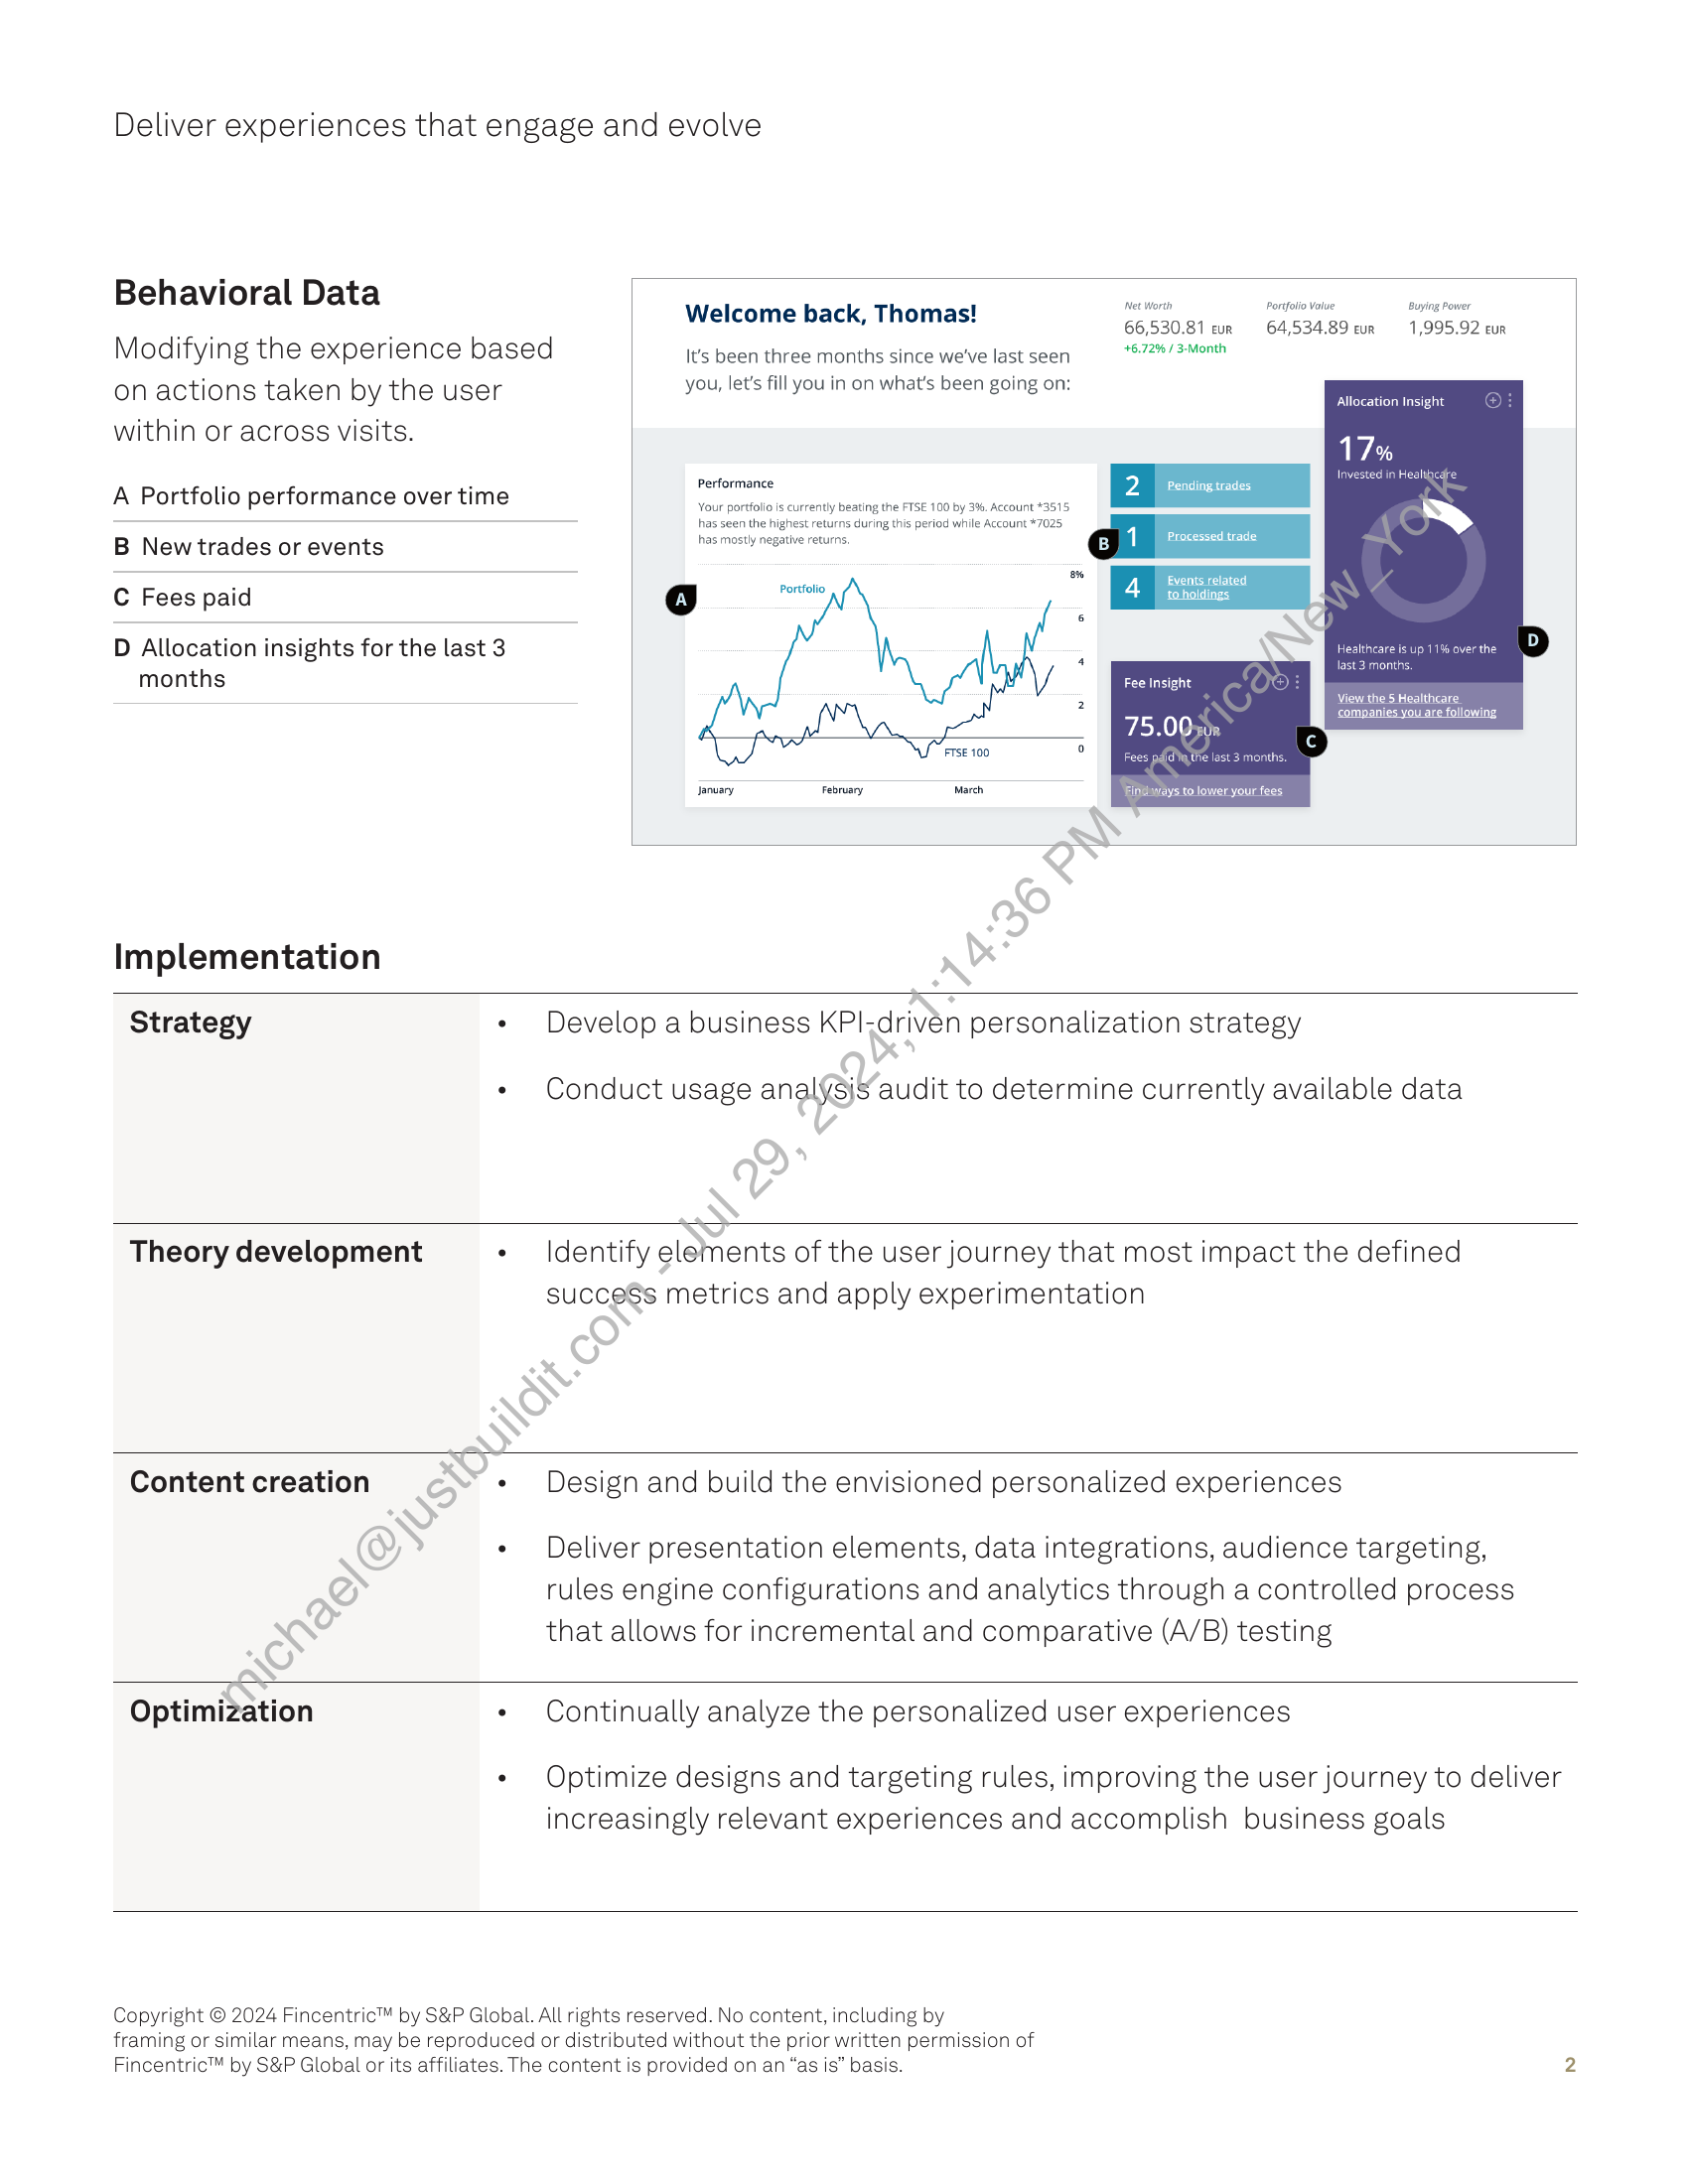 Deliver experiences that engage and evolve
Behavioral Data
Modifying the experience based
on actions taken by the user
within or across visits.
A Portfolio performance over time
B New trades or events
C Fees paid
D Allocation insights for the last 3
months
Welcome back, Thomas!
It's been three months since we've last seen
you, let's fill you in on what's been going on:
Net Worth
66,530.81 EUR
+6.72% / 3-Month
Portfolio Value
64,534.89 EUR
Buying Power
1,995.92 EUR
Performance
Your portfolio is currently beating the FTSE 100 by 3%. Account *3515
has seen the highest returns during this period while Account *7025
has mostly negative returns.
A
Portfolio
FTSE 100
8%
6
4
2
0
January February March
B
2 Pending trades
1 Processed trade
4 Events related
to holdings
Fee Insight
75.00 EUR
Fees paid in the last 3 months.
Find ways to lower your fees
C
Allocation Insight
17%
Invested in Healthcare
Healthcare is up 11% over the
last 3 months.
View the 5 Healthcare
companies you are following
D
Implementation
Strategy
• Develop a business KPI-driven personalization strategy
• Conduct usage analysis audit to determine currently available data
Theory development
• Identify elements of the user journey that most impact the defined
success metrics and apply experimentation
Content creation
• Design and build the envisioned personalized experiences
• Deliver presentation elements, data integrations, audience targeting,
rules engine configurations and analytics through a controlled process
that allows for incremental and comparative (A/B) testing
Optimization
• Continually analyze the personalized user experiences
• Optimize designs and targeting rules, improving the user journey to deliver
increasingly relevant experiences and accomplish  business goals
michael@justbuildit.com - Jul 29, 2024, 1:14:36 PM America/New_York
Copyright © 2024 Fincentric™ by S&P Global. All rights reserved. No content, including by
framing or similar means, may be reproduced or distributed without the prior written permission of
Fincentric™ by S&P Global or its affiliates. The content is provided on an “as is” basis.
2